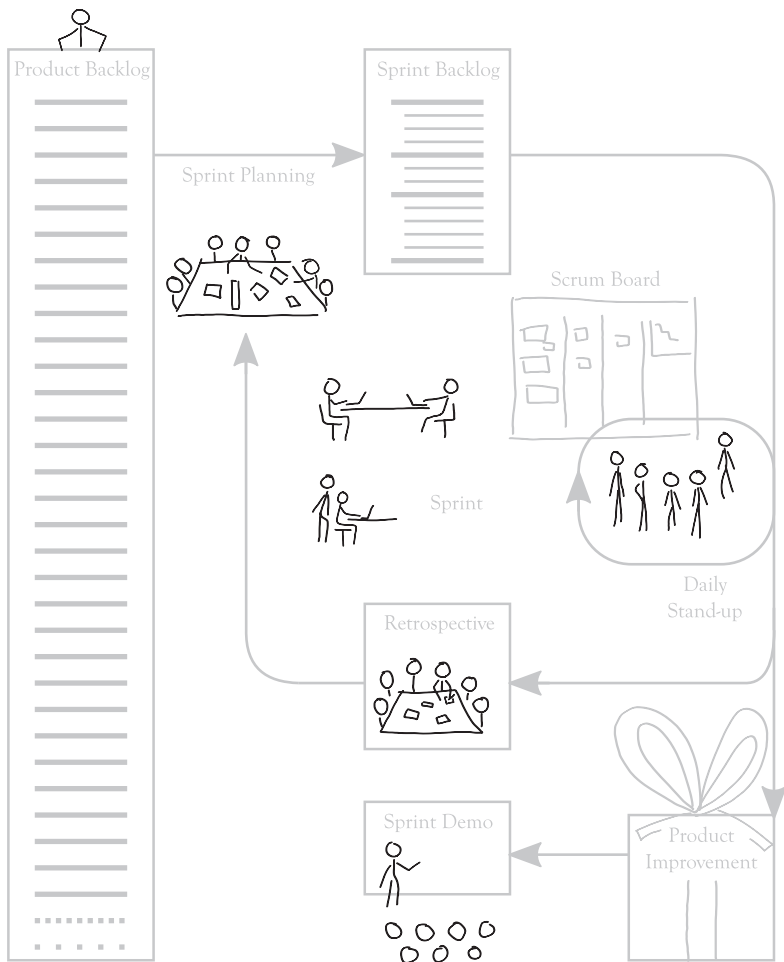 Product Backlog
Sprint Backlog
Sprint Planning
Scrum Board
Sprint
Daily
Stand-up
Retrospective
Sprint Demo
Product
Improvement